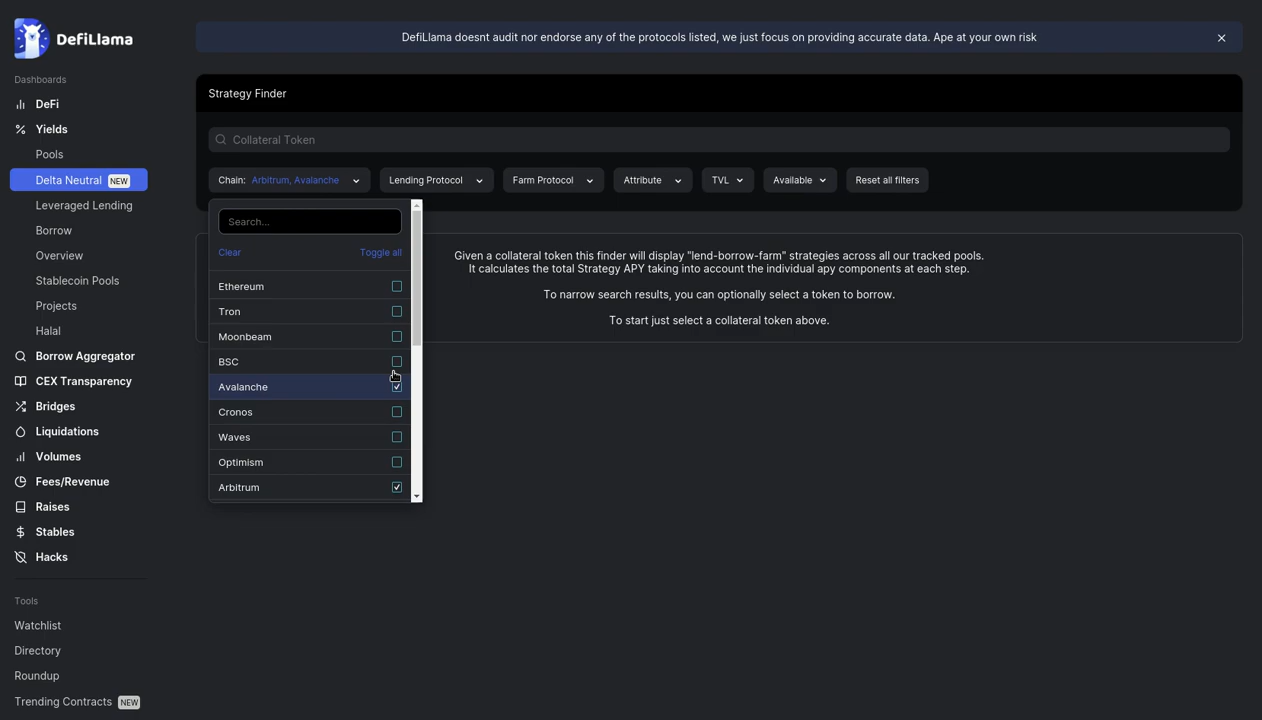 DefiLlama
Dashboards
DeFi
Yields
Pools
Delta Neutral NEW
Leveraged Lending
Borrow
Overview
Stablecoin Pools
Projects
Halal
Borrow Aggregator
CEX Transparency
Bridges
Liquidations
Volumes
Fees/Revenue
Raises
Stables
Hacks
Tools
Watchlist
Directory
Roundup
Trending Contracts NEW
DefiLlama doesnt audit nor endorse any of the protocols listed, we just focus on providing accurate data. Ape at your own risk
Strategy Finder
Collateral Token
Chain: Arbitrum, Avalanche
Lending Protocol
Farm Protocol
Attribute
TVL
Available
Reset all filters
Search...
Clear
Toggle all
Ethereum
Tron
Moonbeam
BSC
Avalanche
Cronos
Waves
Optimism
Arbitrum
Given a collateral token this finder will display "lend-borrow-farm" strategies across all our tracked pools.
It calculates the total Strategy APY taking into account the individual apy components at each step.
To narrow search results, you can optionally select a token to borrow.
To start just select a collateral token above.